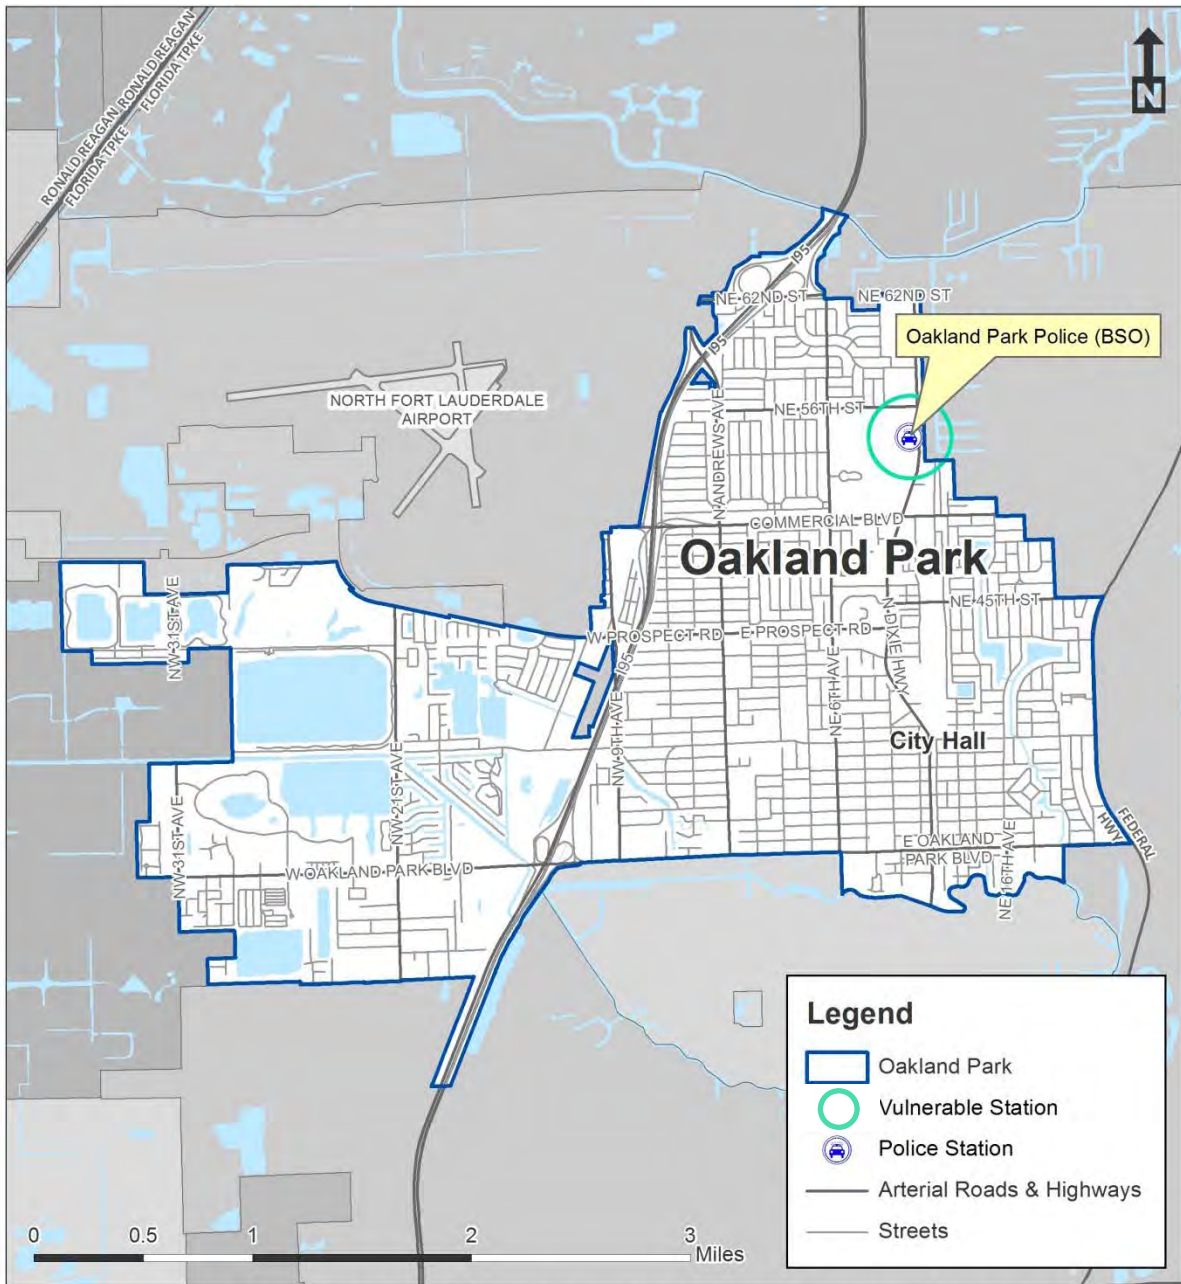 RONALD REAGAN RONALD REAGAN
FLORIDA TPKE FLORIDA TPKE
N
I95
NE 62ND ST
NE 62ND ST
I95
Oakland Park Police (BSO)
NORTH FORT LAUDERDALE
AIRPORT
NE 56TH ST
N ANDREWS AVE
COMMERCIAL BLVD
Oakland Park
NW 31ST AVE
NE 45TH ST
W PROSPECT RD
E PROSPECT RD
N DIXIE HWY
I95
NE 6TH AVE
NW 9TH AVE
City Hall
NW 21ST AVE
NW 31ST AVE
FEDERAL
HWY
E OAKLAND
PARK BLVD
NE 16TH AVE
W OAKLAND PARK BLVD
Legend
Oakland Park
Vulnerable Station
Police Station
Arterial Roads & Highways
Streets
0 0.5 1 2 3
Miles